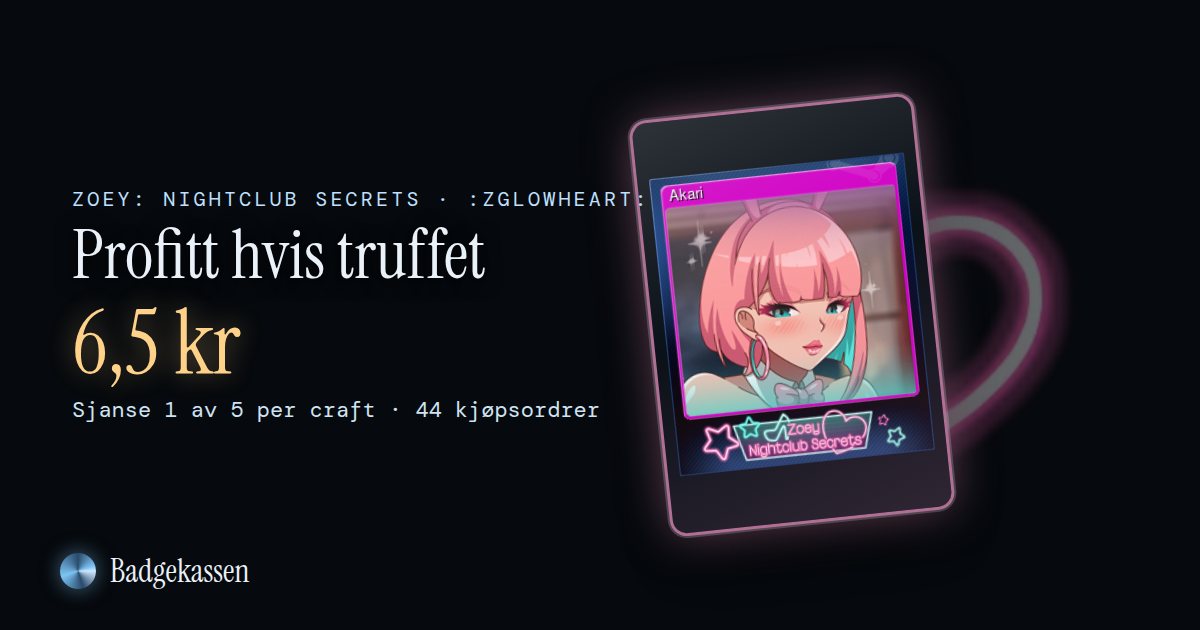 ZOEY: NIGHTCLUB SECRETS · :ZGLOWHEART:
Profitt hvis truffet
6,5 kr
Sjanse 1 av 5 per craft · 44 kjøpsordrer
Badgekassen
Akari
Zoey
Nightclub Secrets